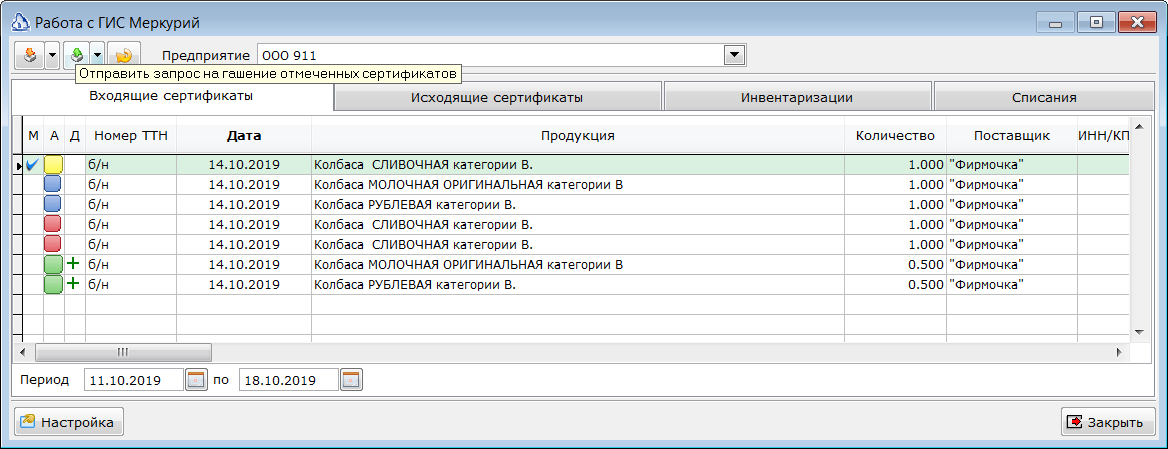 Работа с ГИС Меркурий
Предприятие ООО 911
Отправить запрос на гашение отмеченных сертификатов
Входящие сертификаты Исходящие сертификаты Инвентаризации Списания
М А Д Номер ТТН Дата Продукция Количество Поставщик ИНН/КП
б/н 14.10.2019 Колбаса  СЛИВОЧНАЯ категории В. 1.000 "Фирмочка"
б/н 14.10.2019 Колбаса МОЛОЧНАЯ ОРИГИНАЛЬНАЯ категории В 1.000 "Фирмочка"
б/н 14.10.2019 Колбаса РУБЛЕВАЯ категории В. 1.000 "Фирмочка"
б/н 14.10.2019 Колбаса  СЛИВОЧНАЯ категории В. 1.000 "Фирмочка"
б/н 14.10.2019 Колбаса  СЛИВОЧНАЯ категории В. 1.000 "Фирмочка"
+ б/н 14.10.2019 Колбаса МОЛОЧНАЯ ОРИГИНАЛЬНАЯ категории В 0.500 "Фирмочка"
+ б/н 14.10.2019 Колбаса РУБЛЕВАЯ категории В. 0.500 "Фирмочка"
Период 11.10.2019 по 18.10.2019
Настройка Закрыть